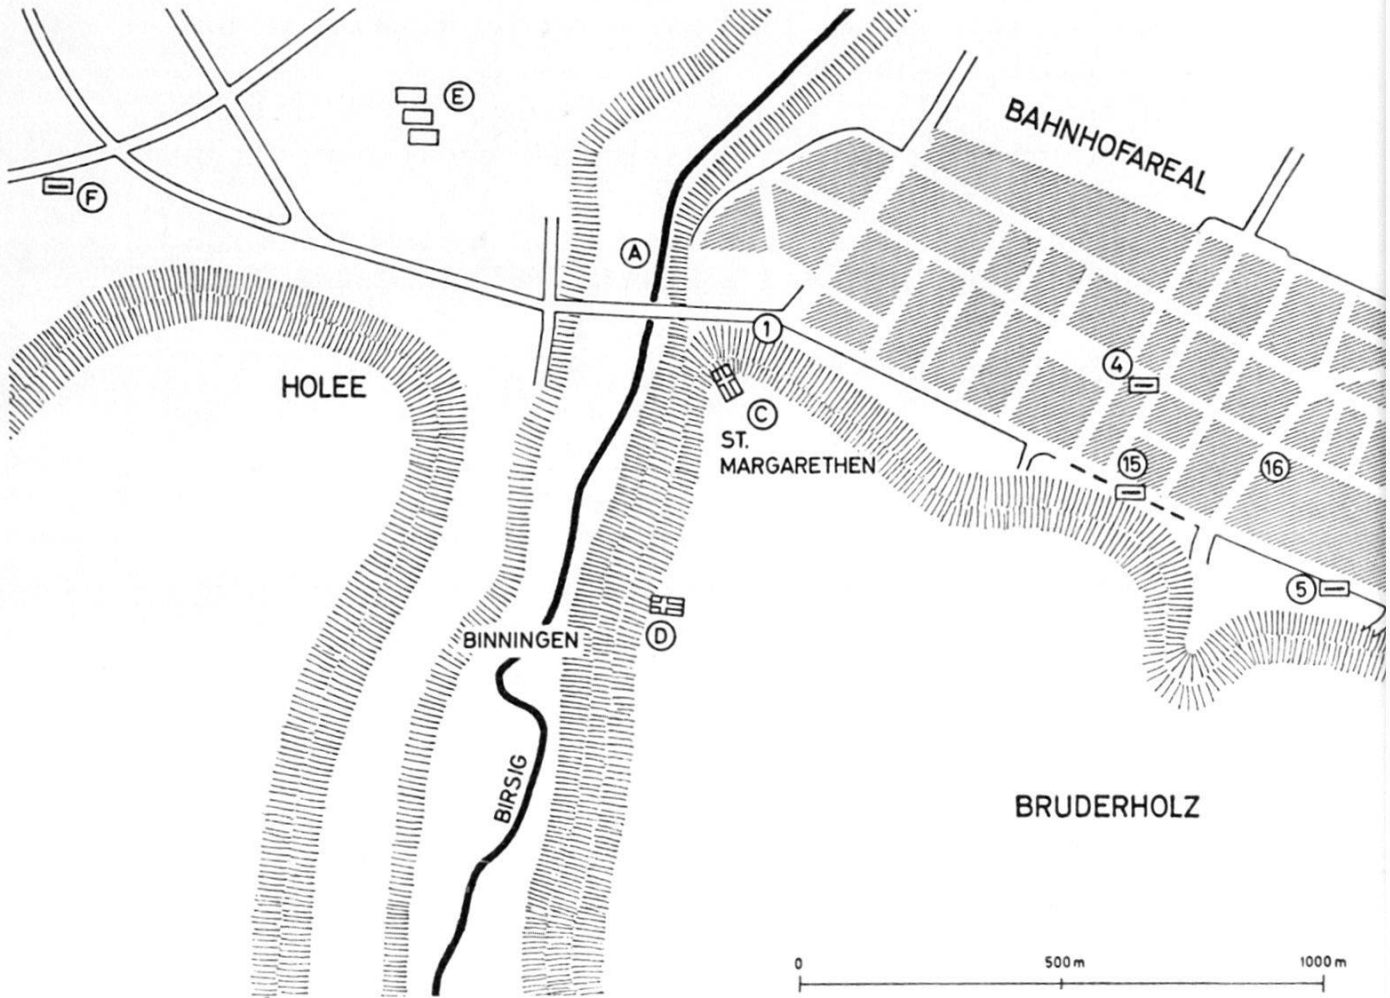 E
BAHNHOFAREAL
F
A
1
4
HOLEE
C
ST.
MARGARETHEN
15
16
5
BINNINGEN
D
BIRSIG
BRUDERHOLZ
0
500 m
1000 m